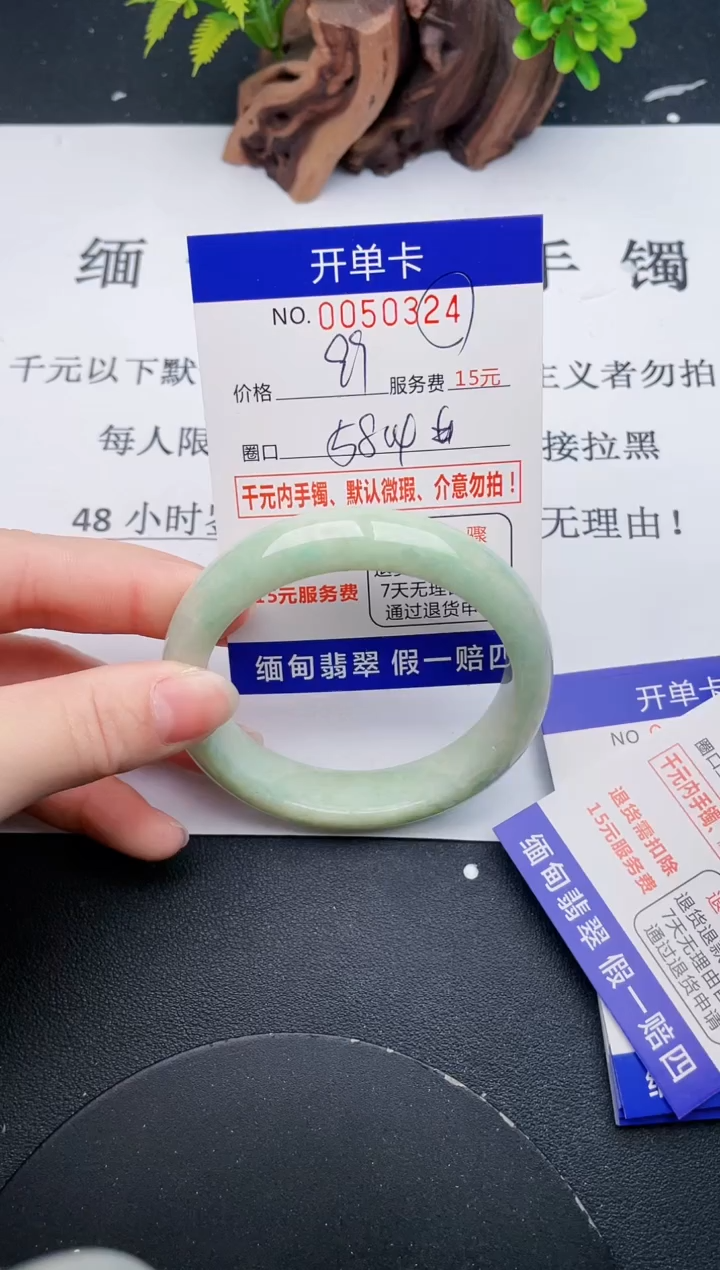 缅 手 镯
开单卡
NO. 0050324
价格 99 服务费 15元
圈口 58
千元以下默 主义者勿拍
每人限 接拉黑
48 小时 无理由！
千元内手镯、默认微瑕、介意勿拍！
骤
15元服务费
7天无理由
通过退货申
缅甸翡翠 假一赔四
开单卡
NO
圈口
千元内手镯
退货需扣除
15元服务费
退货退款
7天无理由
通过退货申请
缅甸翡翠 假一赔四